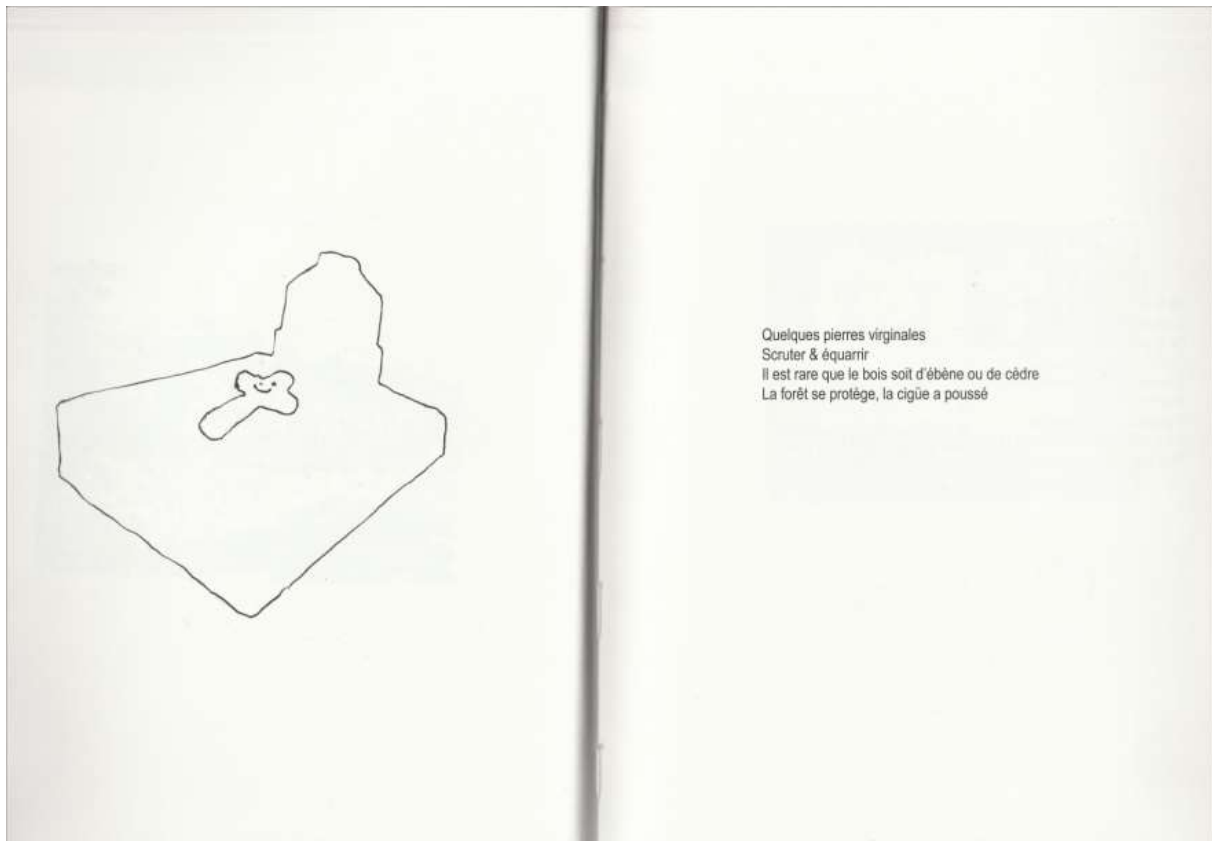 Quelques pierres virginales
Scruter & équarrir
Il est rare que le bois soit d'ébène ou de cèdre
La forêt se protège, la cigüe a poussé